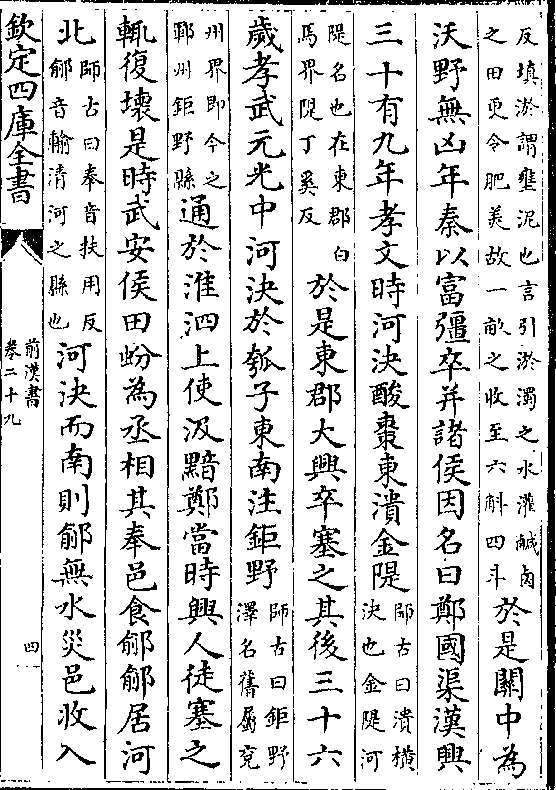 反填淤謂壅泥也言引淤濁之水灌鹹鹵
之田更令肥美故一畝之收至六斛四斗
於是關中為
沃野無凶年秦以富彊卒并諸侯因名曰鄭國渠漢興
三十有九年孝文時河決酸棗東潰金隄
師古曰潰橫
決也金隄河
隄名也在東郡白
馬界隄丁奚反
於是東郡大興卒塞之其後三十六
歲孝武元光中河決於瓠子東南注鉅野
師古曰鉅野
澤名舊屬兖
州界即今之
鄆州鉅野縣
通於淮泗上使汲黯鄭當時興人徒塞之
輒復壞是時武安侯田蚡為丞相其奉邑食鄃鄃居河
北
師古曰奉音扶用反
鄃音輸清河之縣也
河決而南則鄃無水災邑收入
欽定四庫全書
前漢書
卷二十九
四